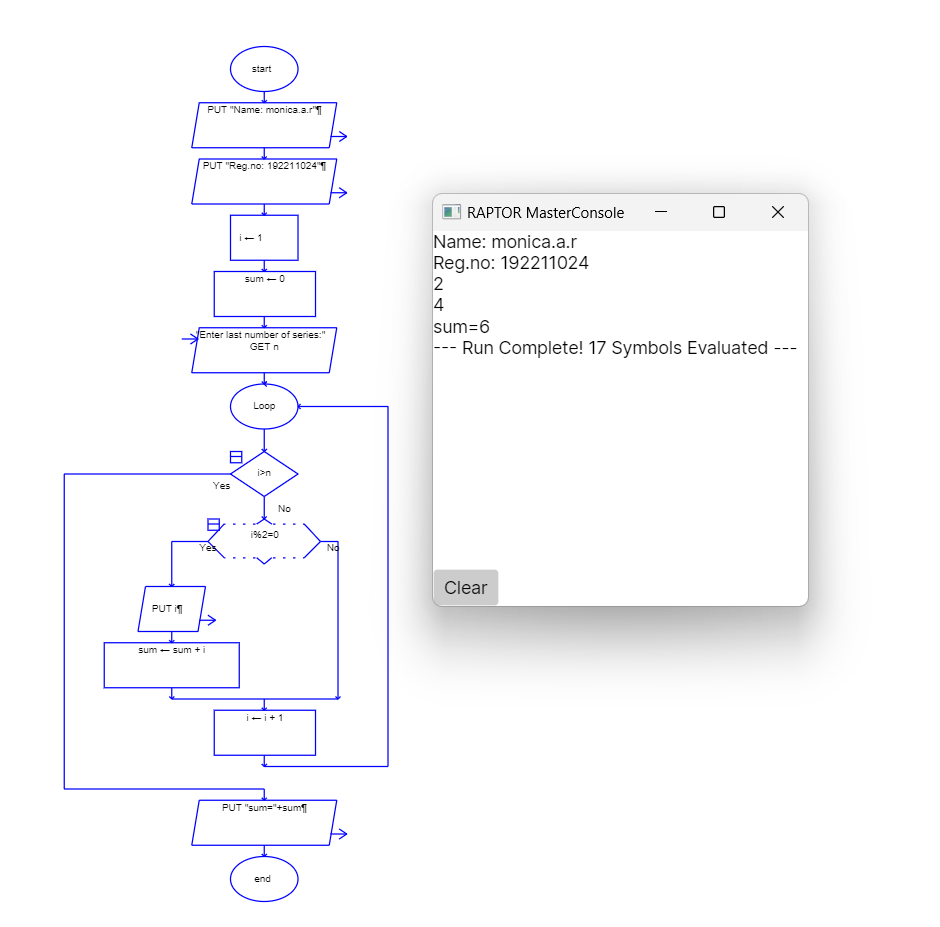 start
PUT "Name: monica.a.r"¶
PUT "Reg.no: 192211024"¶
i ← 1
sum ← 0
"Enter last number of series:"
GET n
Loop
i>n
Yes
No
i%2=0
Yes
No
PUT i¶
sum ← sum + i
i ← i + 1
PUT "sum="+sum¶
end
RAPTOR MasterConsole
Name: monica.a.r
Reg.no: 192211024
2
4
sum=6
--- Run Complete! 17 Symbols Evaluated ---
Clear